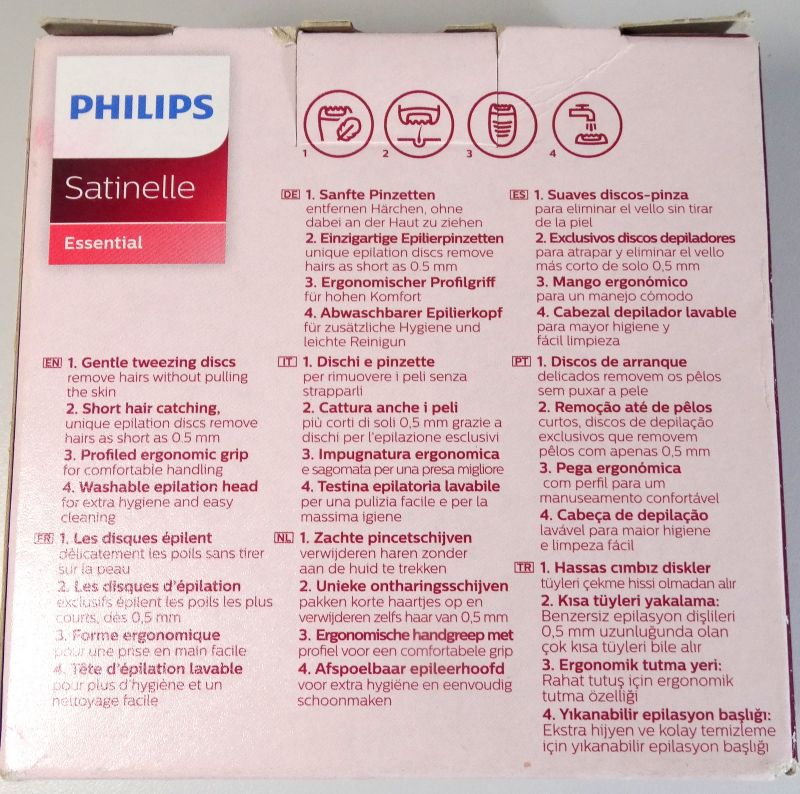 PHILIPS
Satinelle
Essential
1 2 3 4
DE 1. Sanfte Pinzetten
entfernen Härchen, ohne
dabei an der Haut zu ziehen
2. Einzigartige Epilierpinzetten
unique epilation discs remove
hairs as short as 0.5 mm
3. Ergonomischer Profilgriff
für hohen Komfort
4. Abwaschbarer Epilierkopf
für zusätzliche Hygiene und
leichte Reinigun
ES 1. Suaves discos-pinza
para eliminar el vello sin tirar
de la piel
2. Exclusivos discos depiladores
para atrapar y eliminar el vello
más corto de solo 0,5 mm
3. Mango ergonómico
para un manejo cómodo
4. Cabezal depilador lavable
para mayor higiene y
fácil limpieza
EN 1. Gentle tweezing discs
remove hairs without pulling
the skin
2. Short hair catching,
unique epilation discs remove
hairs as short as 0.5 mm
3. Profiled ergonomic grip
for comfortable handling
4. Washable epilation head
for extra hygiene and easy
cleaning
IT 1. Dischi e pinzette
per rimuovere i peli senza
strapparli
2. Cattura anche i peli
più corti di soli 0,5 mm grazie a
dischi per l'epilazione esclusivi
3. Impugnatura ergonomica
e sagomata per una presa migliore
4. Testina epilatoria lavabile
per una pulizia facile e per la
massima igiene
PT 1. Discos de arranque
delicados removem os pêlos
sem puxar a pele
2. Remoção até de pêlos
curtos, discos de depilação
exclusivos que removem
pêlos com apenas 0,5 mm
3. Pega ergonómica
com perfil para um
manuseamento confortável
4. Cabeça de depilação
lavável para maior higiene
e limpeza fácil
FR 1. Les disques épilent
délicatement les poils sans tirer
sur la peau
2. Les disques d'épilation
exclusifs épilent les poils les plus
courts, dès 0,5 mm
3. Forme ergonomique
pour une prise en main facile
4. Tête d'épilation lavable
pour plus d'hygiène et un
nettoyage facile
NL 1. Zachte pincetschijven
verwijderen haren zonder
aan de huid te trekken
2. Unieke ontharingsschijven
pakken korte haartjes op en
verwijderen zelfs haar van 0,5 mm
3. Ergonomische handgreep met
profiel voor een comfortabele grip
4. Afspoelbaar epileerhoofd
voor extra hygiëne en eenvoudig
schoonmaken
TR 1. Hassas cımbız diskler
tüyleri çekme hissi olmadan alır
2. Kısa tüyleri yakalama:
Benzersiz epilasyon dişlileri
0,5 mm uzunluğunda olan
çok kısa tüyleri bile alır
3. Ergonomik tutma yeri:
Rahat tutuş için ergonomik
tutma özelliği
4. Yıkanabilir epilasyon başlığı:
Ekstra hijyen ve kolay temizleme
için yıkanabilir epilasyon başlığı